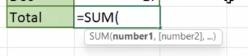 Total =SUM(
SUM(number1, [number2], ...)